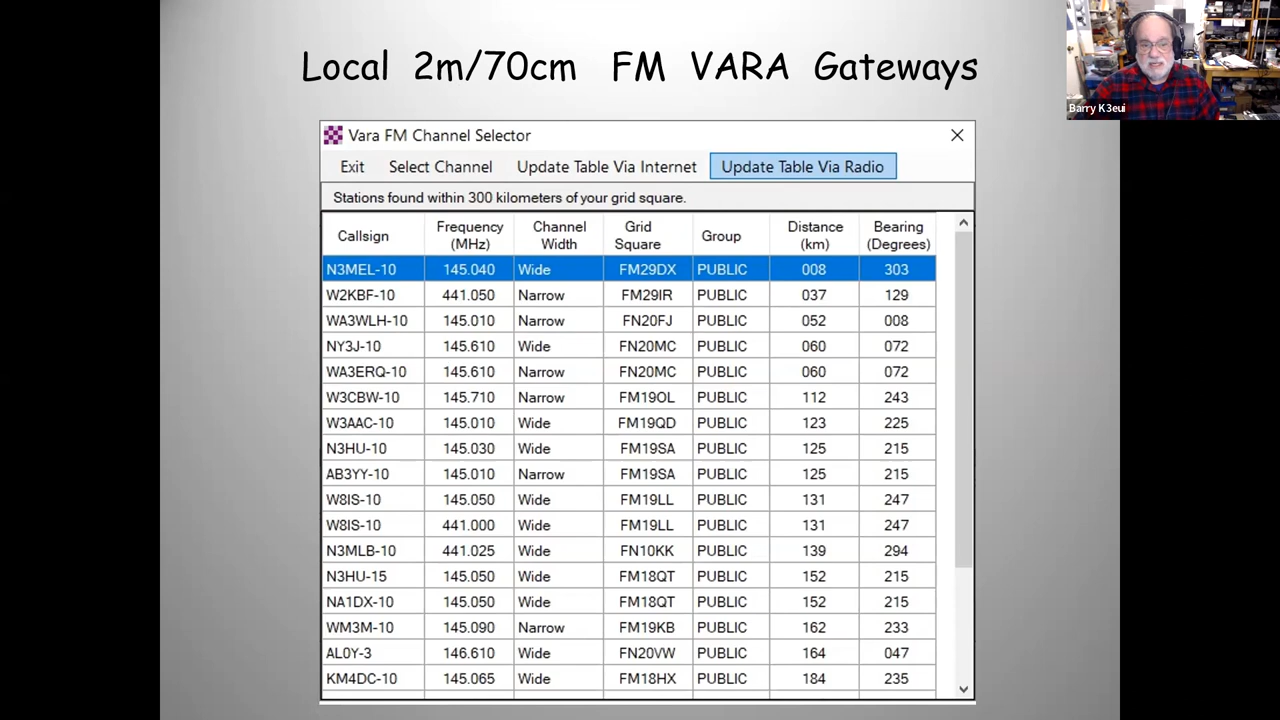 Local 2m/70cm FM VARA Gateways
Barry K3eui
Vara FM Channel Selector
Exit Select Channel Update Table Via Internet Update Table Via Radio
Stations found within 300 kilometers of your grid square.
Callsign Frequency (MHz) Channel Width Grid Square Group Distance (km) Bearing (Degrees)
N3MEL-10 145.040 Wide FM29DX PUBLIC 008 303
W2KBF-10 441.050 Narrow FM29IR PUBLIC 037 129
WA3WLH-10 145.010 Narrow FN20FJ PUBLIC 052 008
NY3J-10 145.610 Wide FN20MC PUBLIC 060 072
WA3ERQ-10 145.610 Narrow FN20MC PUBLIC 060 072
W3CBW-10 145.710 Narrow FM19OL PUBLIC 112 243
W3AAC-10 145.010 Wide FM19QD PUBLIC 123 225
N3HU-10 145.030 Wide FM19SA PUBLIC 125 215
AB3YY-10 145.010 Narrow FM19SA PUBLIC 125 215
W8IS-10 145.050 Wide FM19LL PUBLIC 131 247
W8IS-10 441.000 Wide FM19LL PUBLIC 131 247
N3MLB-10 441.025 Wide FN10KK PUBLIC 139 294
N3HU-15 145.050 Wide FM18QT PUBLIC 152 215
NA1DX-10 145.050 Wide FM18QT PUBLIC 152 215
WM3M-10 145.090 Narrow FM19KB PUBLIC 162 233
AL0Y-3 146.610 Wide FN20VW PUBLIC 164 047
KM4DC-10 145.065 Wide FM18HX PUBLIC 184 235